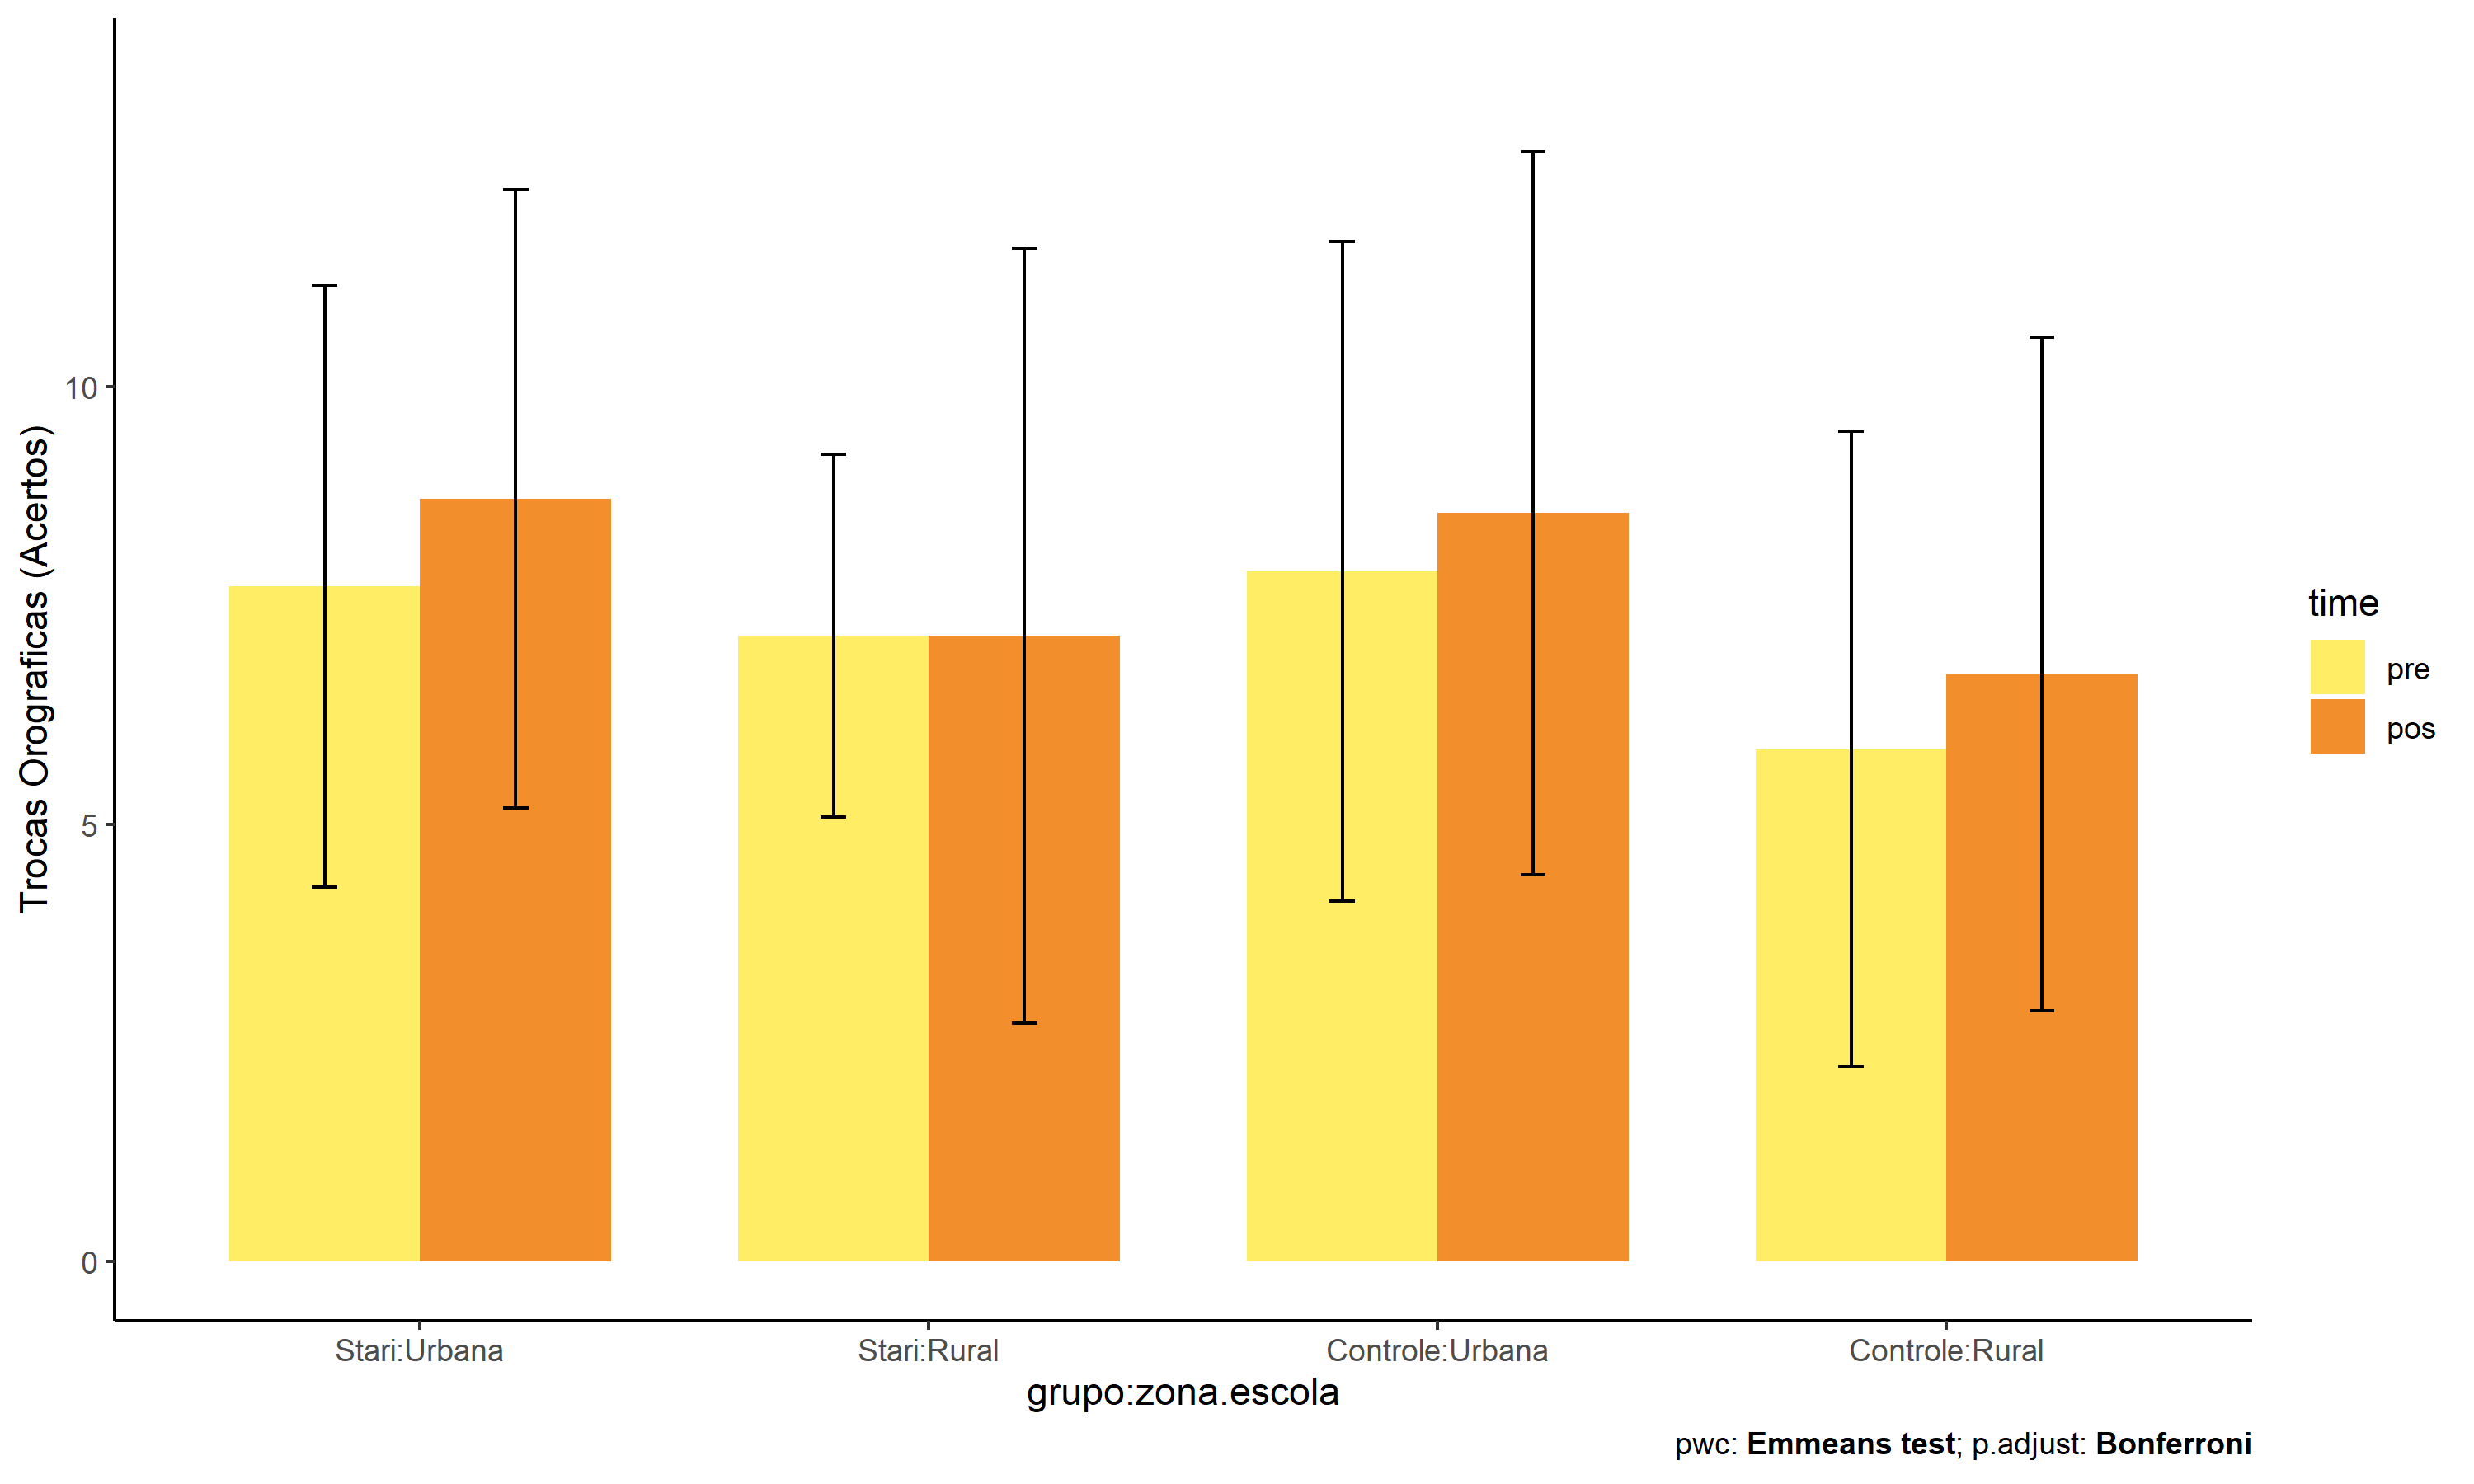 Trocas Orograficas (Acertos)
10
5
0
Stari:Urbana
Stari:Rural
Controle:Urbana
Controle:Rural
grupo:zona.escola
time
pre
pos
pwc: Emmeans test; p.adjust: Bonferroni